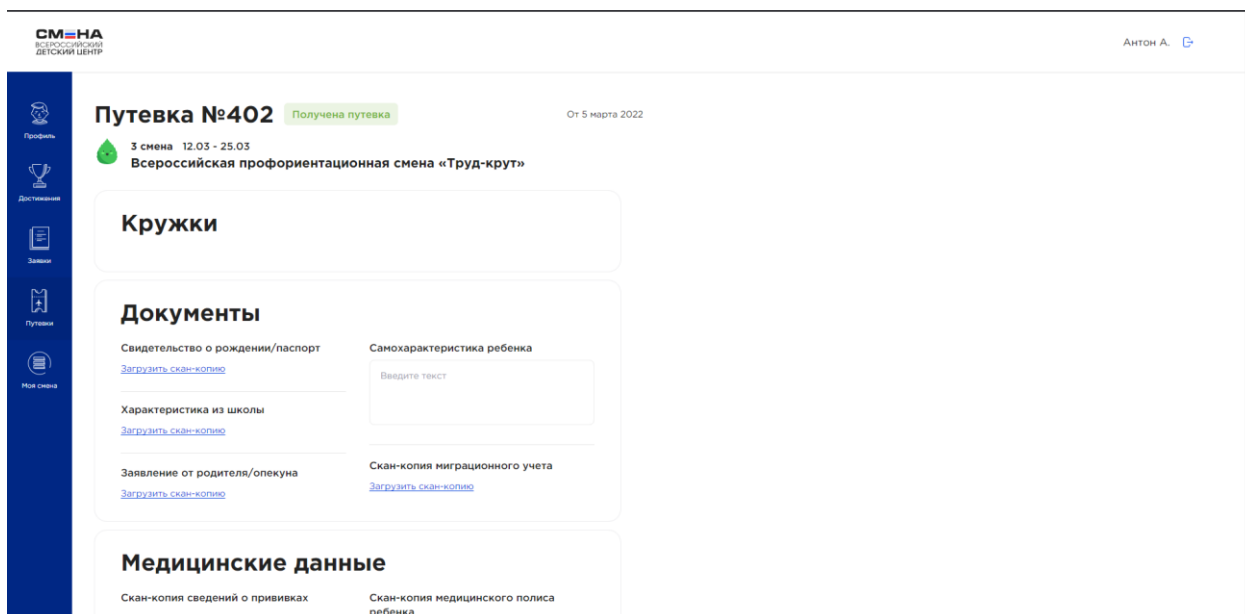 СМЕНА
ВСЕРОССИЙСКИЙ
ДЕТСКИЙ ЦЕНТР
Антон А.
Профиль
Достижения
Заявки
Путевки
Моя смена
Путевка №402 Получена путевка От 5 марта 2022
3 смена 12.03 - 25.03
Всероссийская профориентационная смена «Труд-крут»
Кружки
Документы
Свидетельство о рождении/паспорт
Загрузить скан-копию
Характеристика из школы
Загрузить скан-копию
Заявление от родителя/опекуна
Загрузить скан-копию
Самохарактеристика ребенка
Введите текст
Скан-копия миграционного учета
Загрузить скан-копию
Медицинские данные
Скан-копия сведений о прививках
Скан-копия медицинского полиса
ребенка